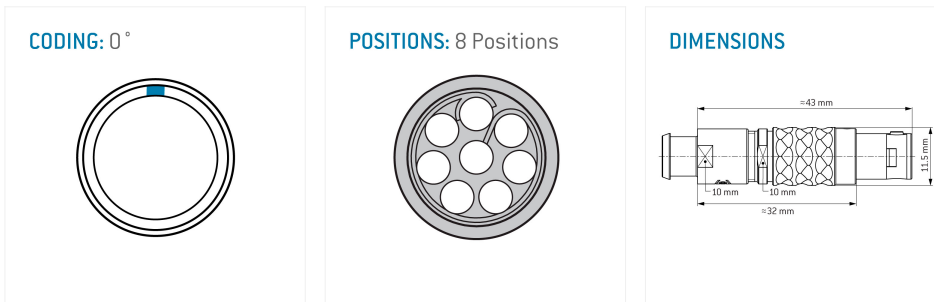 CODING: 0°
POSITIONS: 8 Positions
DIMENSIONS
≈43 mm
11.5 mm
10 mm
10 mm
≈32 mm